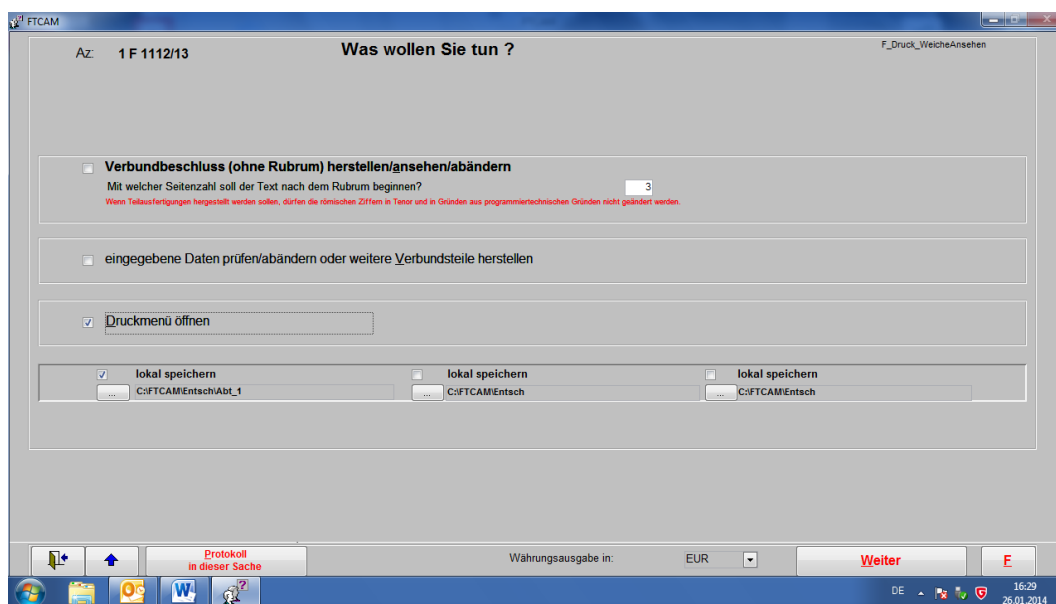 FTCAM
Az: 1 F 1112/13 Was wollen Sie tun ? F_Druck_WeicheAnsehen
Verbundbeschluss (ohne Rubrum) herstellen/ansehen/abändern
Mit welcher Seitenzahl soll der Text nach dem Rubrum beginnen? 3
Wenn Teilausfertigungen hergestellt werden sollen, dürfen die römischen Ziffern in Tenor und in Gründen aus programmiertechnischen Gründen nicht geändert werden.
eingegebene Daten prüfen/abändern oder weitere Verbundsteile herstellen
Druckmenü öffnen
lokal speichern lokal speichern lokal speichern
... C:\FTCAM\Entsch\Abt_1 ... C:\FTCAM\Entsch ... C:\FTCAM\Entsch
Protokoll
in dieser Sache
Währungsausgabe in: EUR Weiter F
DE 16:29
26.01.2014